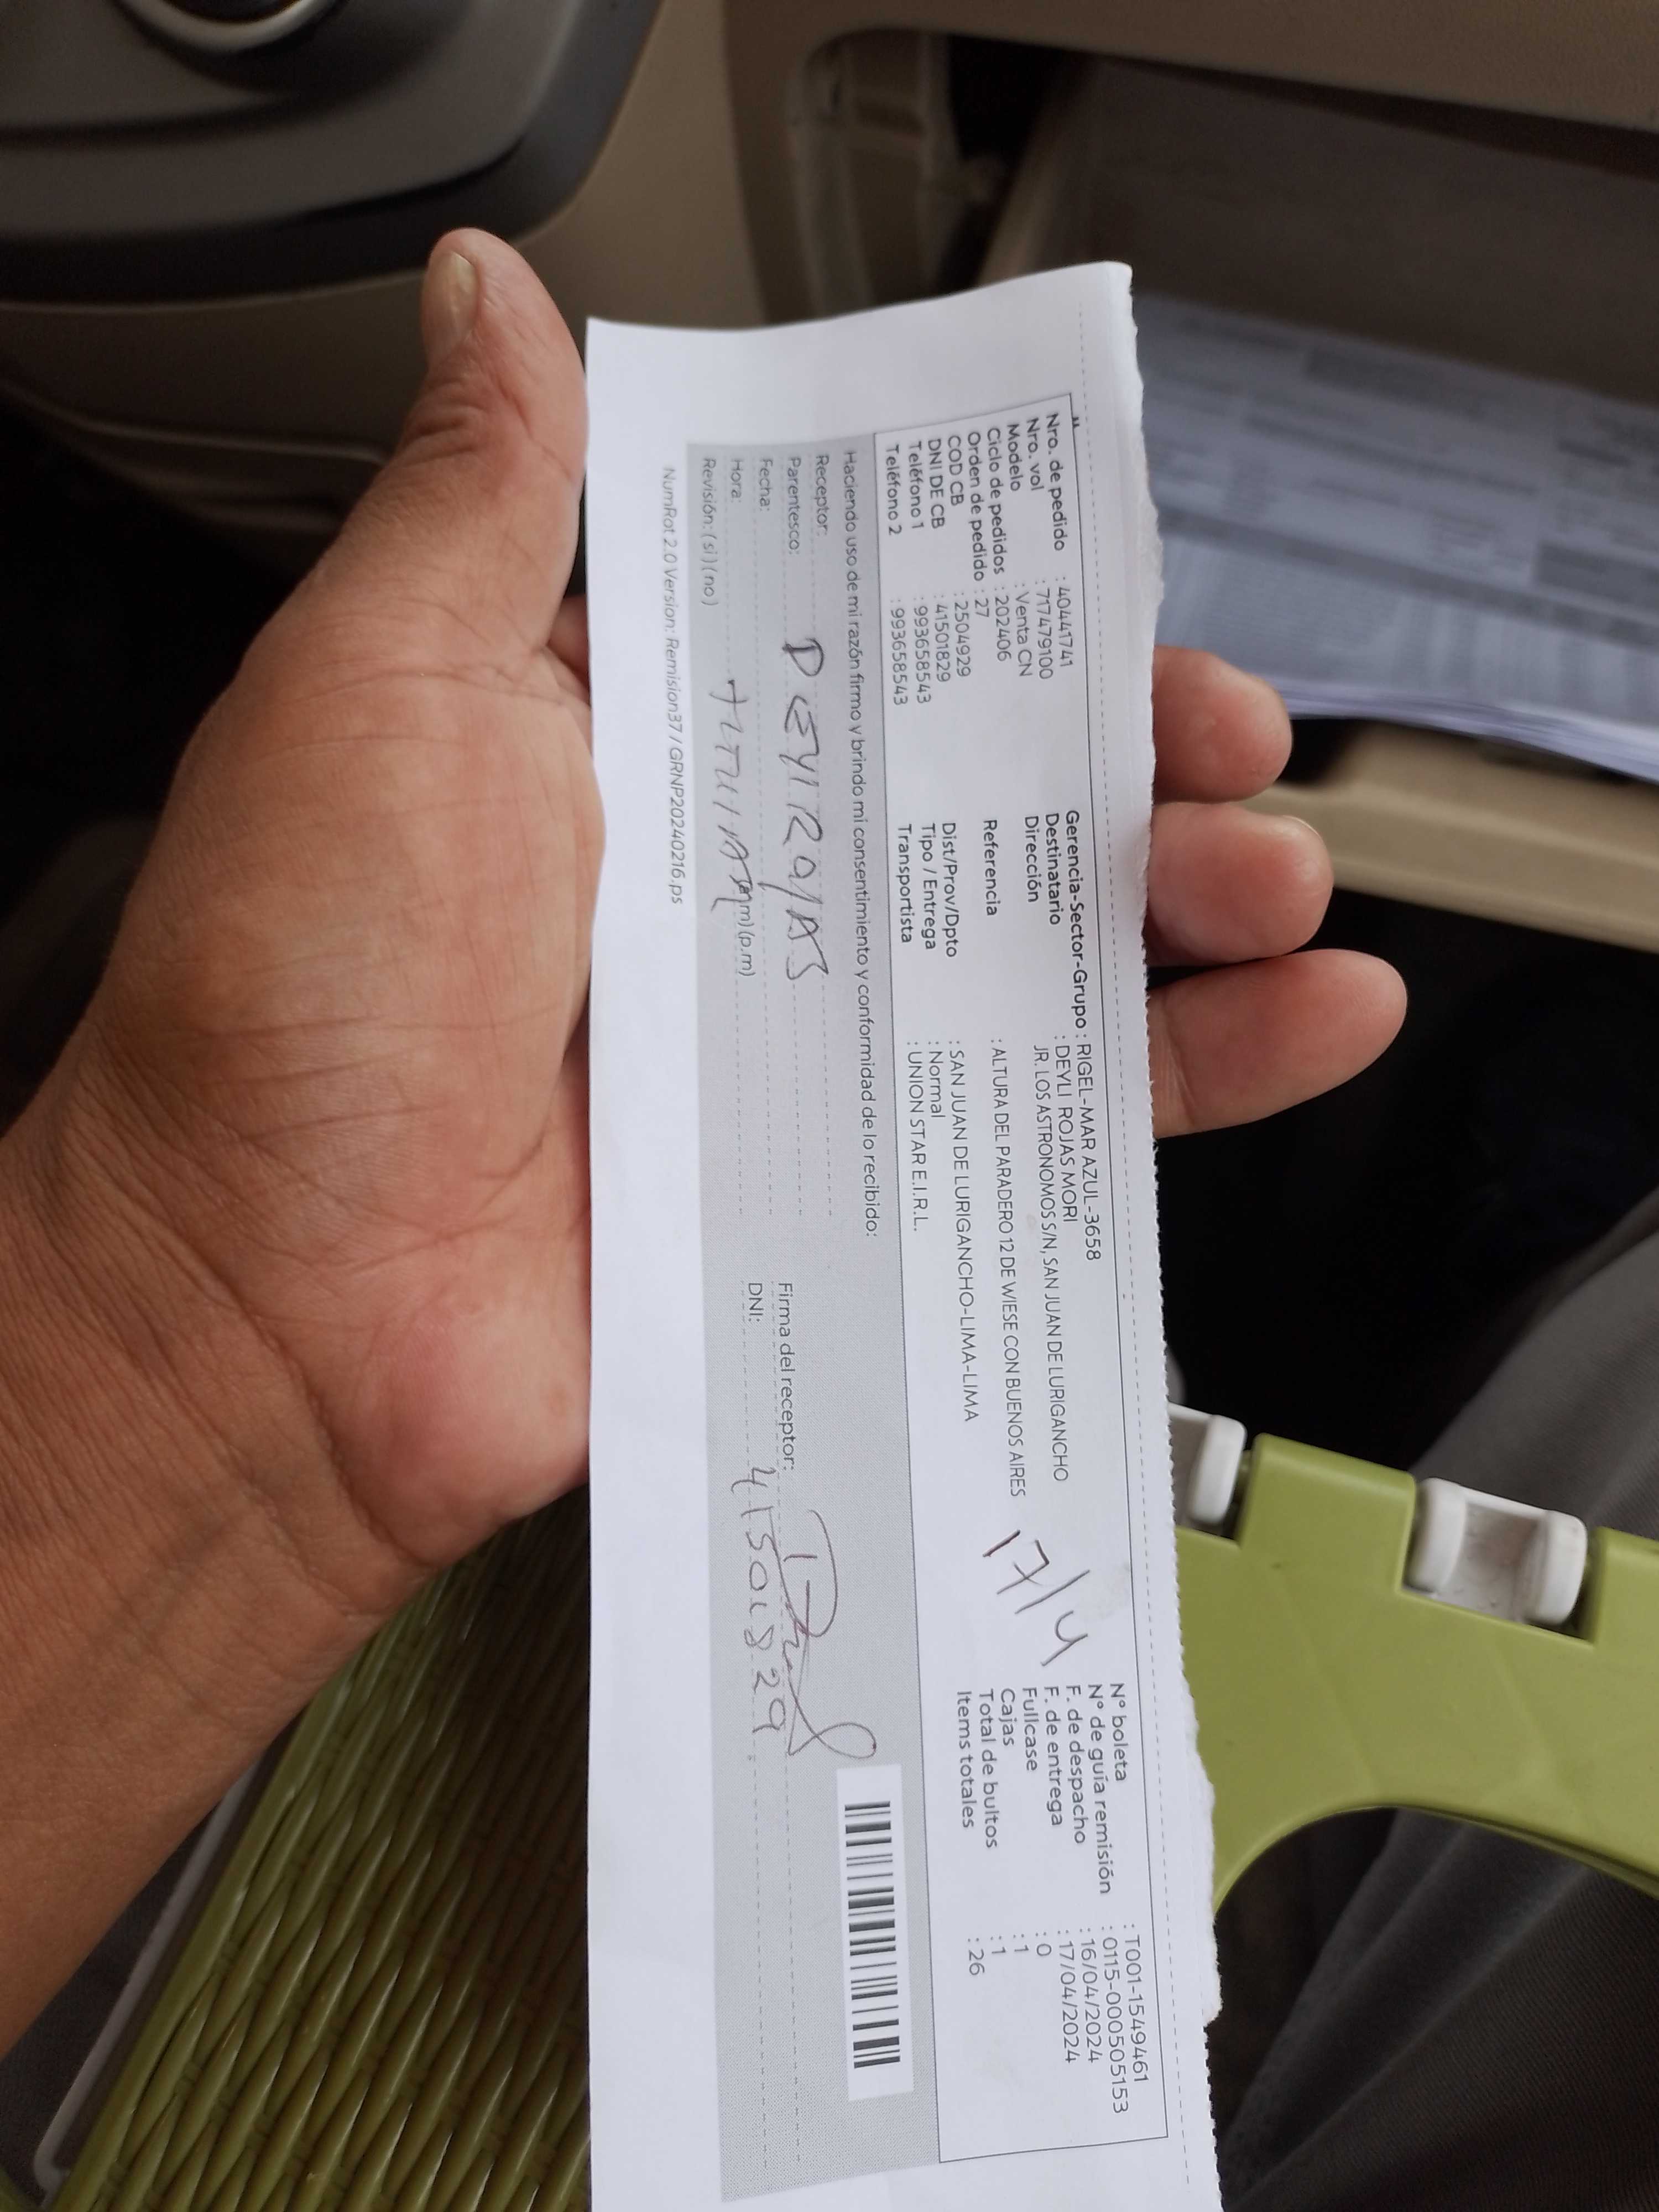 Nro. de pedido : 40441741
Nro. vol : 717479100
Modelo : Venta CN
Ciclo de pedidos : 202406
Orden de pedido : 27
COD CB : 2504929
DNI DE CB : 41501829
Teléfono 1 : 993658543
Teléfono 2 : 993658543
Gerencia-Sector-Grupo : RIGEL-MAR AZUL-3658
Destinatario : DEYLI ROJAS MORI
Dirección JR. LOS ASTRONOMOS S/N, SAN JUAN DE LURIGANCHO
Referencia : ALTURA DEL PARADERO 12 DE WIESE CON BUENOS AIRES
Dist/Prov/Dpto : SAN JUAN DE LURIGANCHO-LIMA-LIMA
Tipo / Entrega : Normal
Transportista : UNION STAR E.I.R.L.
17/4
N° boleta : T001-1549461
N° de guía remisión : 0115-000505153
F. de despacho : 16/04/2024
F. de entrega : 17/04/2024
Fullcase : 0
Cajas : 1
Total de bultos : 1
Items totales : 26
Haciendo uso de mi razón firmo y brindo mi consentimiento y conformidad de lo recibido:
Receptor:
Parentesco:
Fecha:
Hora: (p.m)
Revisión: (si) (no)
Firma del receptor:
DNI: 41501829
NumRot 2.0 Version: Remision37 / GRNP20240216.ps